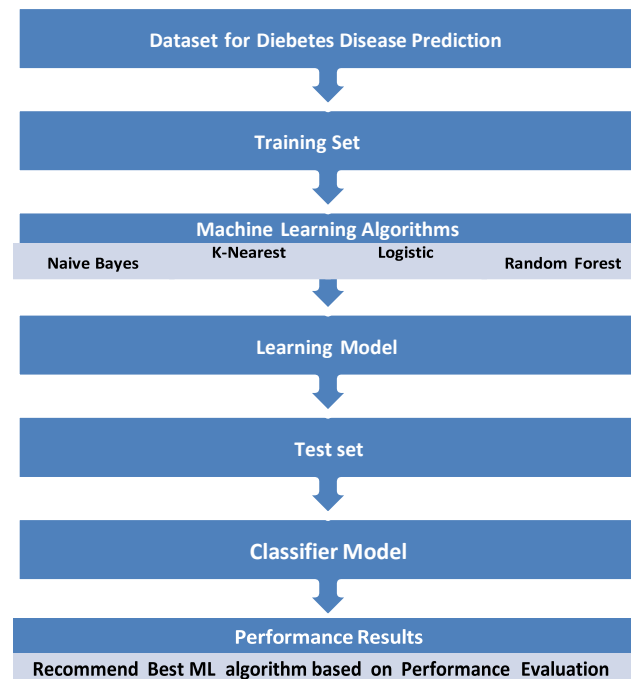 Dataset for Diebetes Disease Prediction
Training Set
Machine Learning Algorithms
Naive Bayes
K-Nearest
Logistic
Random Forest
Learning Model
Test set
Classifier Model
Performance Results
Recommend Best ML algorithm based on Performance Evaluation